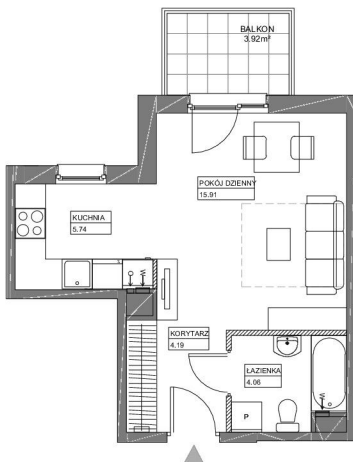 BALKON
3.92m²
POKÓJ DZIENNY
15.91
KUCHNIA
5.74
KORYTARZ
4.19
ŁAZIENKA
4.06
P